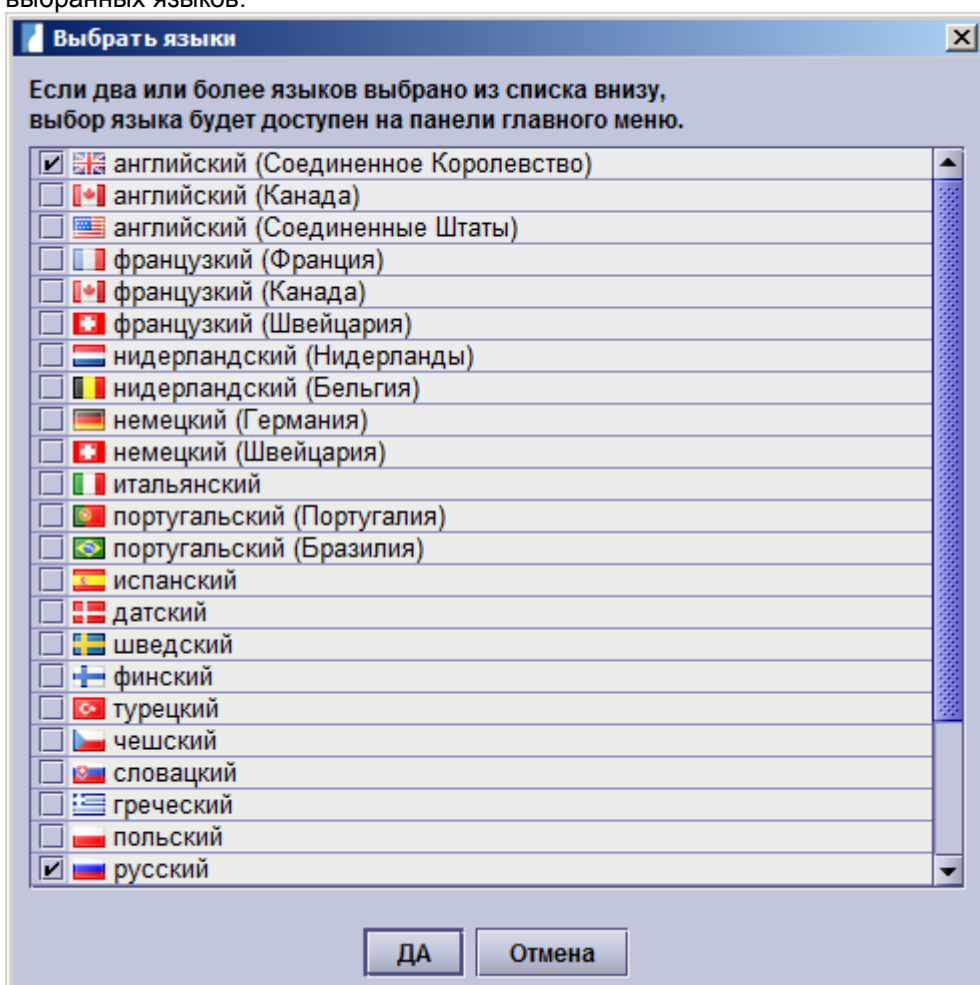 выбранных языков.
Выбрать языки
Если два или более языков выбрано из списка внизу,
выбор языка будет доступен на панели главного меню.
английский (Соединенное Королевство)
английский (Канада)
английский (Соединенные Штаты)
французкий (Франция)
французкий (Канада)
французкий (Швейцария)
нидерландский (Нидерланды)
нидерландский (Бельгия)
немецкий (Германия)
немецкий (Швейцария)
итальянский
португальский (Португалия)
португальский (Бразилия)
испанский
датский
шведский
финский
турецкий
чешский
словацкий
греческий
польский
русский
ДА Отмена